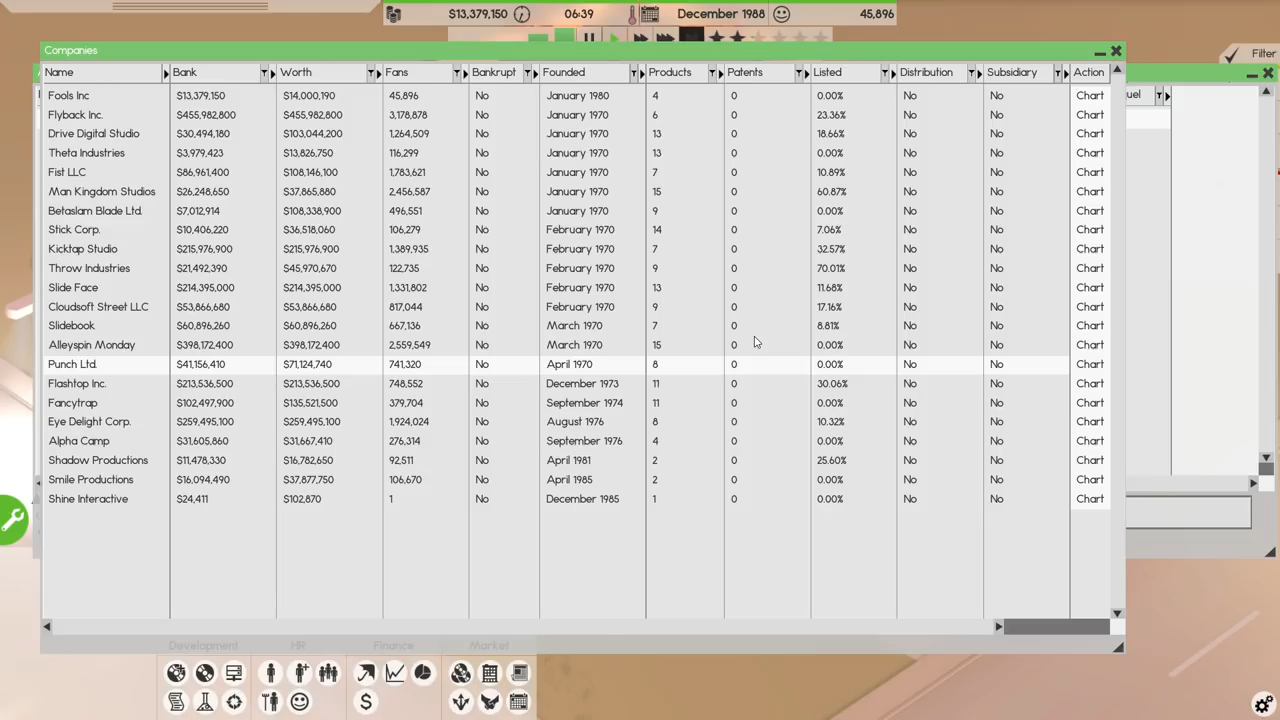 $13,379,150 06:39 December 1988 45,896
Companies
Filter
Name Bank Worth Fans Bankrupt Founded Products Patents Listed Distribution Subsidiary Action
uel
Fools Inc $13,379,150 $14,000,190 45,896 No January 1980 4 0 0.00% No No Chart
Flyback Inc. $455,982,800 $455,982,800 3,178,878 No January 1970 6 0 23.36% No No Chart
Drive Digital Studio $30,494,180 $103,044,200 1,264,509 No January 1970 13 0 18.66% No No Chart
Theta Industries $3,979,423 $13,826,750 116,299 No January 1970 13 0 0.00% No No Chart
Fist LLC $86,961,400 $108,146,100 1,783,621 No January 1970 7 0 10.89% No No Chart
Man Kingdom Studios $26,248,650 $37,865,880 2,456,587 No January 1970 15 0 60.87% No No Chart
Betaslam Blade Ltd. $7,012,914 $108,338,900 496,551 No January 1970 9 0 0.00% No No Chart
Stick Corp. $10,406,220 $36,518,060 106,279 No February 1970 14 0 7.06% No No Chart
Kicktap Studio $215,976,900 $215,976,900 1,389,935 No February 1970 7 0 32.57% No No Chart
Throw Industries $21,492,390 $45,970,670 122,735 No February 1970 9 0 70.01% No No Chart
Slide Face $214,395,000 $214,395,000 1,331,802 No February 1970 13 0 11.68% No No Chart
Cloudsoft Street LLC $53,866,680 $53,866,680 817,044 No February 1970 9 0 17.16% No No Chart
Slidebook $60,896,260 $60,896,260 667,136 No March 1970 7 0 8.81% No No Chart
Alleyspin Monday $398,172,400 $398,172,400 2,559,549 No March 1970 15 0 0.00% No No Chart
Punch Ltd. $41,156,410 $71,124,740 741,320 No April 1970 8 0 0.00% No No Chart
Flashtop Inc. $213,536,500 $213,536,500 748,552 No December 1973 11 0 30.06% No No Chart
Fancytrap $102,497,900 $135,521,500 379,704 No September 1974 11 0 0.00% No No Chart
Eye Delight Corp. $259,495,100 $259,495,100 1,924,024 No August 1976 8 0 10.32% No No Chart
Alpha Camp $31,605,860 $31,667,410 276,314 No September 1976 4 0 0.00% No No Chart
Shadow Productions $11,478,330 $16,782,650 92,511 No April 1981 2 0 25.60% No No Chart
Smile Productions $16,094,490 $37,877,750 106,670 No April 1985 2 0 0.00% No No Chart
Shine Interactive $24,411 $102,870 1 No December 1985 1 0 0.00% No No Chart
Development HR Finance Market